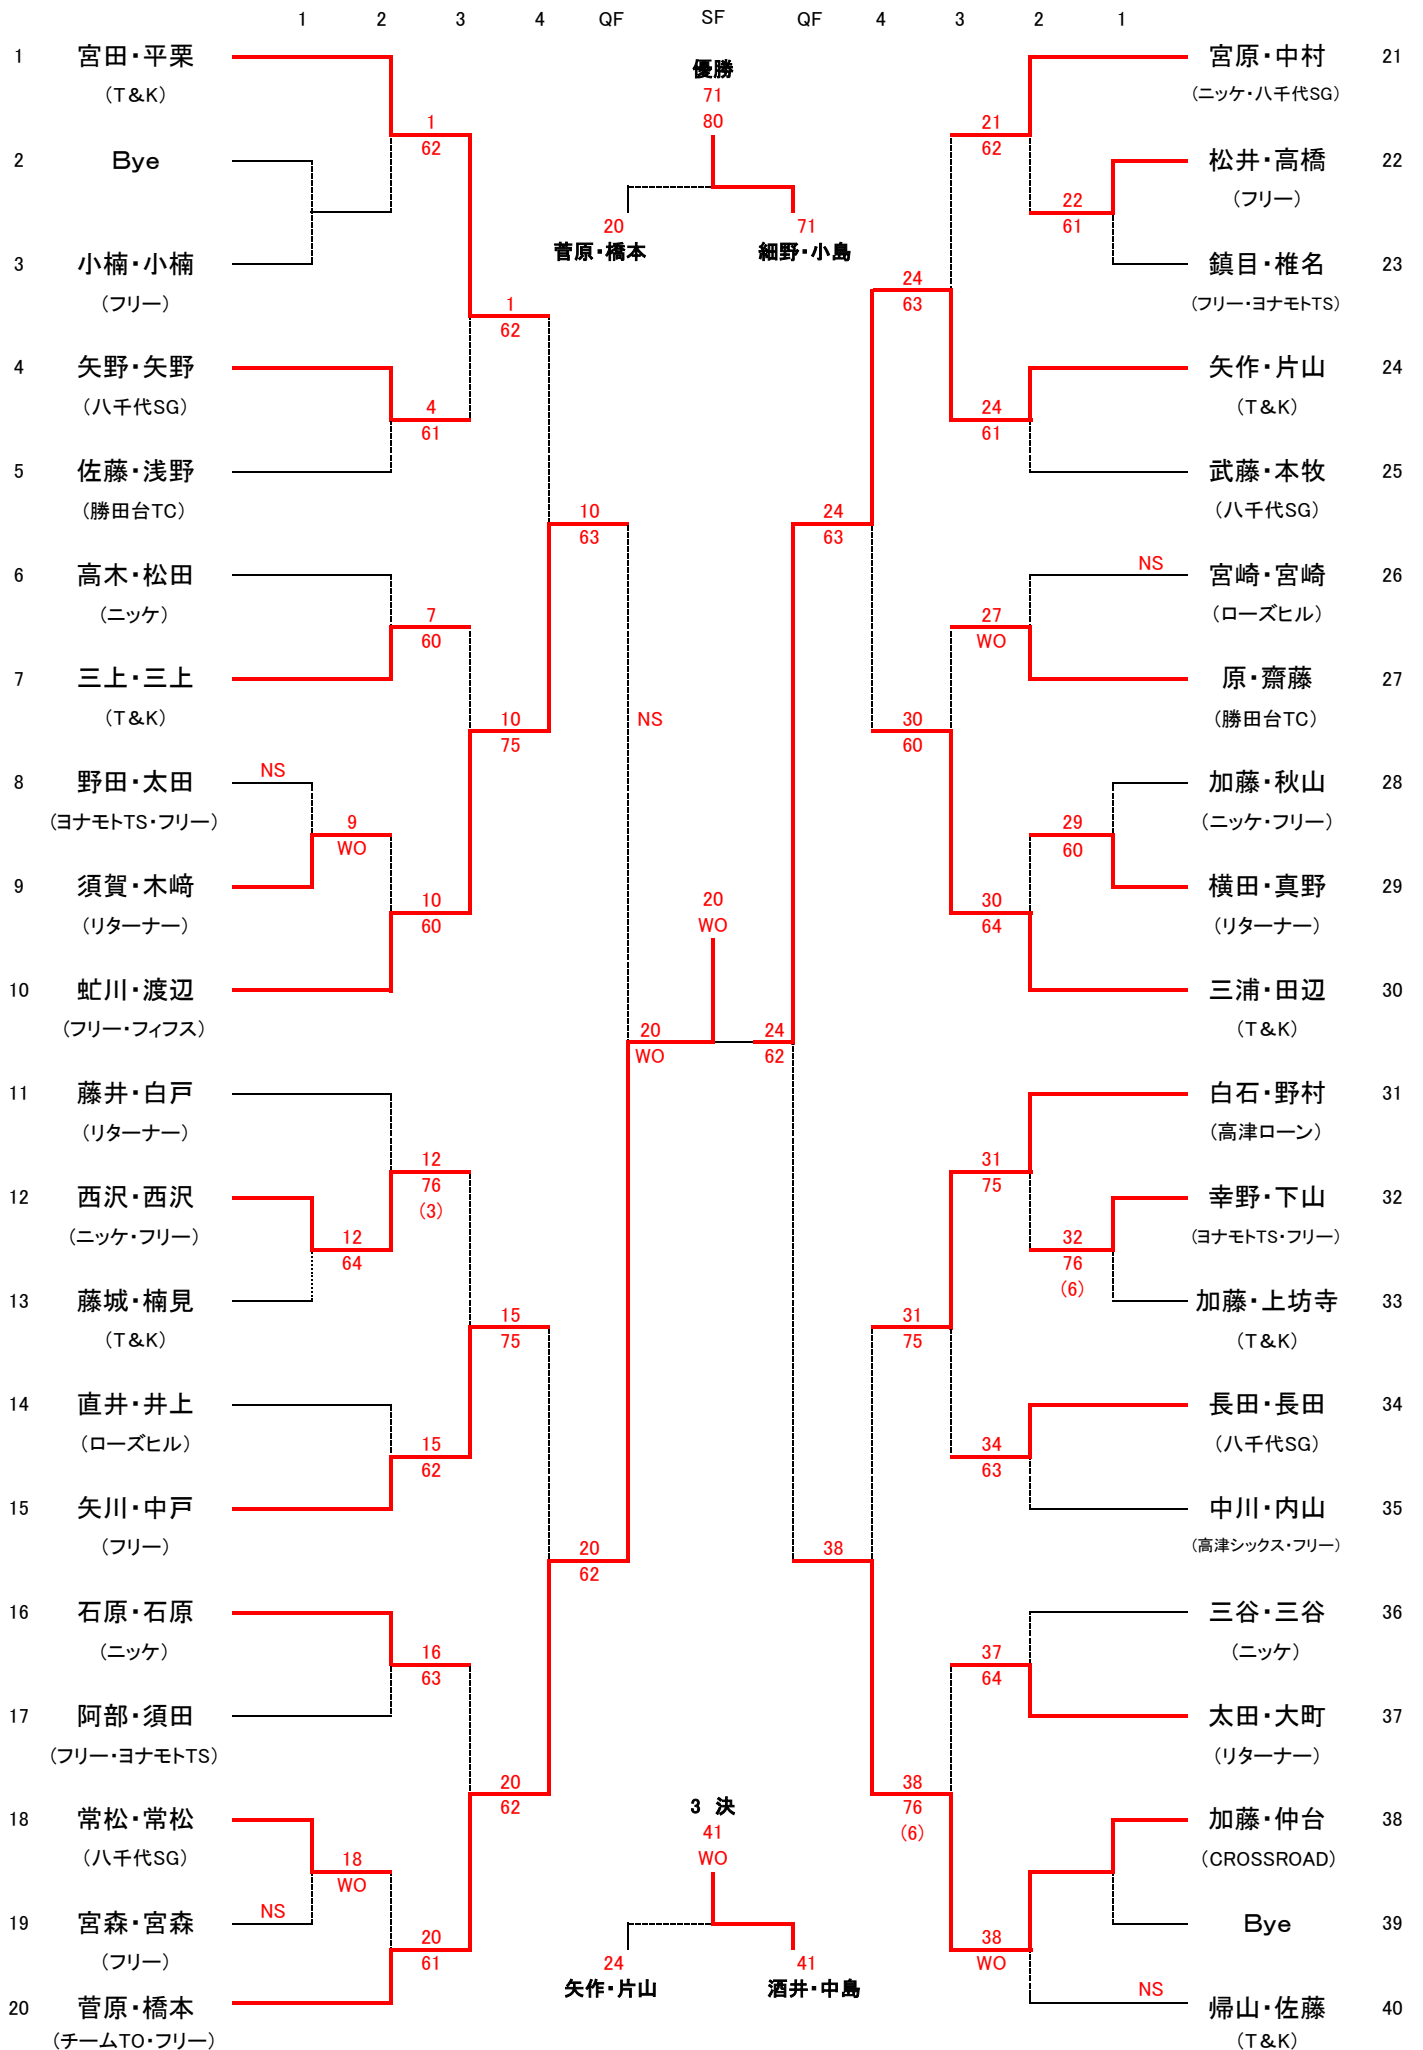 1 2 3 4 QF SF QF 4 3 2 1
1 宮田・平栗
(T&K)
2 Bye
3 小楠・小楠
(フリー)
4 矢野・矢野
(八千代SG)
5 佐藤・浅野
(勝田台TC)
6 高木・松田
(ニッケ)
7 三上・三上
(T&K)
8 野田・太田
(ヨナモトTS・フリー)
9 須賀・木﨑
(リターナー)
10 虻川・渡辺
(フリー・フィフス)
11 藤井・白戸
(リターナー)
12 西沢・西沢
(ニッケ・フリー)
13 藤城・楠見
(T&K)
14 直井・井上
(ローズヒル)
15 矢川・中戸
(フリー)
16 石原・石原
(ニッケ)
17 阿部・須田
(フリー・ヨナモトTS)
18 常松・常松
(八千代SG)
19 宮森・宮森
(フリー)
20 菅原・橋本
(チームTO・フリー)
NS
9
WO
12
64
18
WO
NS
1
62
4
61
7
60
10
60
12
76
(3)
15
62
16
63
20
61
1
62
10
75
15
75
20
62
10
63
20
62
NS
20
WO
優勝
71
80
20 71
菅原・橋本 細野・小島
20
WO
3 決
41
WO
24 41
矢作・片山 酒井・中島
24
62
24
63
38
24
63
30
60
31
75
38
76
(6)
21
62
24
61
27
WO
30
64
31
75
34
63
37
64
38
WO
22
61
29
60
32
76
(6)
NS
NS
宮原・中村 21
(ニッケ・八千代SG)
松井・高橋 22
(フリー)
鎮目・椎名 23
(フリー・ヨナモトTS)
矢作・片山 24
(T&K)
武藤・本牧 25
(八千代SG)
宮崎・宮崎 26
(ローズヒル)
原・齋藤 27
(勝田台TC)
加藤・秋山 28
(ニッケ・フリー)
横田・真野 29
(リターナー)
三浦・田辺 30
(T&K)
白石・野村 31
(高津ローン)
幸野・下山 32
(ヨナモトTS・フリー)
加藤・上坊寺 33
(T&K)
長田・長田 34
(八千代SG)
中川・内山 35
(高津シックス・フリー)
三谷・三谷 36
(ニッケ)
太田・大町 37
(リターナー)
加藤・仲台 38
(CROSSROAD)
Bye 39
帰山・佐藤 40
(T&K)